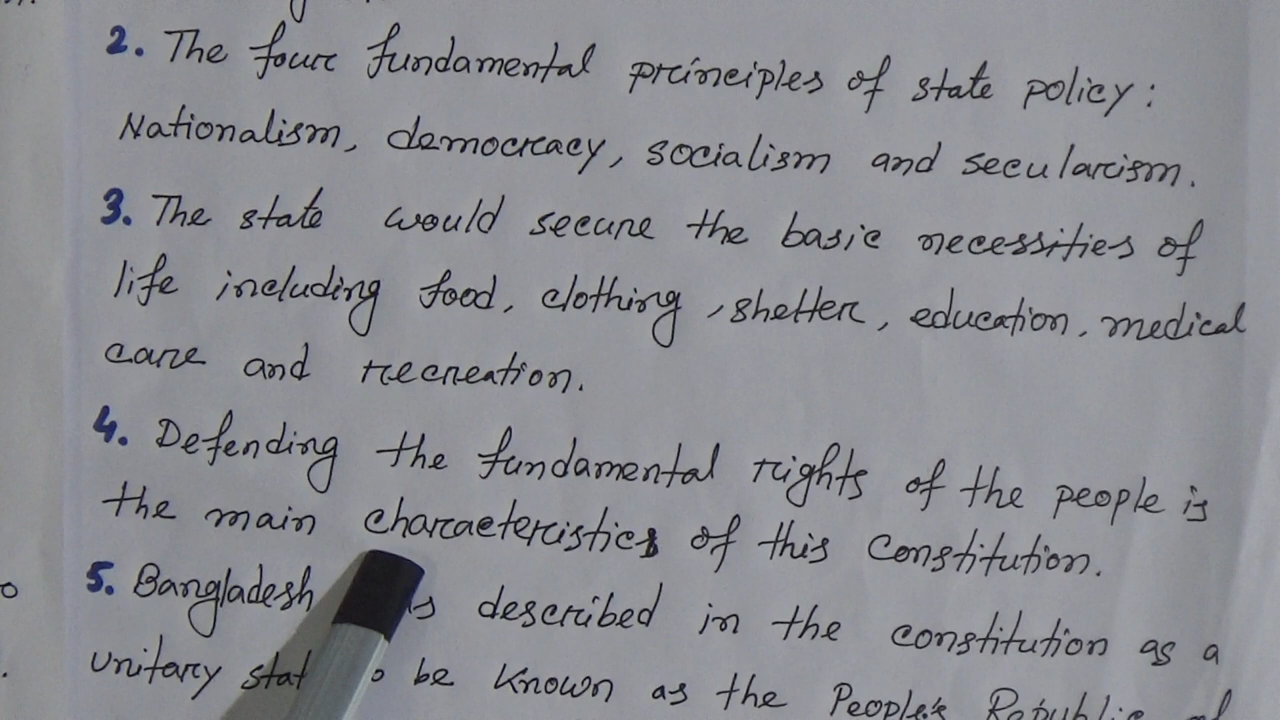 2. The four fundamental principles of state policy:
Nationalism, democracy, socialism and secularism.
3. The state would secure the basic necessities of
life including food, clothing, shelter, education, medical
care and recreation.
4. Defending the fundamental rights of the people is
the main characteristics of this Constitution.
5. Bangladesh is described in the constitution as a
unitary be known as the People's Republic of